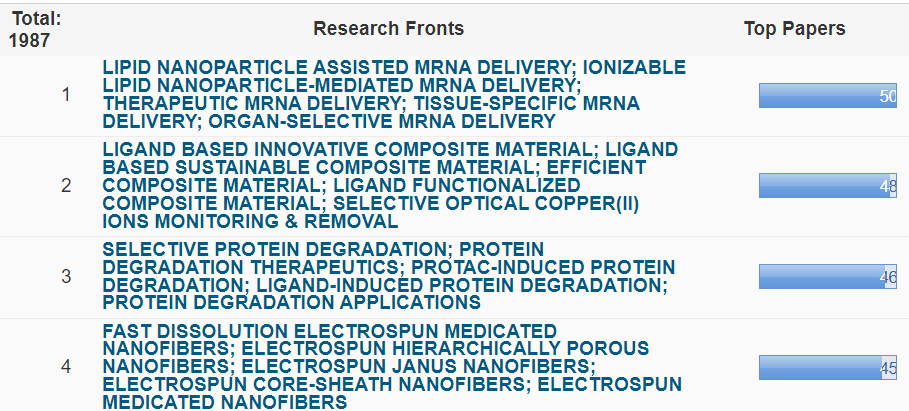 Total:
1987
Research Fronts
Top Papers
1
LIPID NANOPARTICLE ASSISTED MRNA DELIVERY; IONIZABLE
LIPID NANOPARTICLE-MEDIATED MRNA DELIVERY;
THERAPEUTIC MRNA DELIVERY; TISSUE-SPECIFIC MRNA
DELIVERY; ORGAN-SELECTIVE MRNA DELIVERY
50
2
LIGAND BASED INNOVATIVE COMPOSITE MATERIAL; LIGAND
BASED SUSTAINABLE COMPOSITE MATERIAL; EFFICIENT
COMPOSITE MATERIAL; LIGAND FUNCTIONALIZED
COMPOSITE MATERIAL; SELECTIVE OPTICAL COPPER(II)
IONS MONITORING & REMOVAL
48
3
SELECTIVE PROTEIN DEGRADATION; PROTEIN
DEGRADATION THERAPEUTICS; PROTAC-INDUCED PROTEIN
DEGRADATION; LIGAND-INDUCED PROTEIN DEGRADATION;
PROTEIN DEGRADATION APPLICATIONS
46
4
FAST DISSOLUTION ELECTROSPUN MEDICATED
NANOFIBERS; ELECTROSPUN HIERARCHICALLY POROUS
NANOFIBERS; ELECTROSPUN JANUS NANOFIBERS;
ELECTROSPUN CORE-SHEATH NANOFIBERS; ELECTROSPUN
MEDICATED NANOFIBERS
45